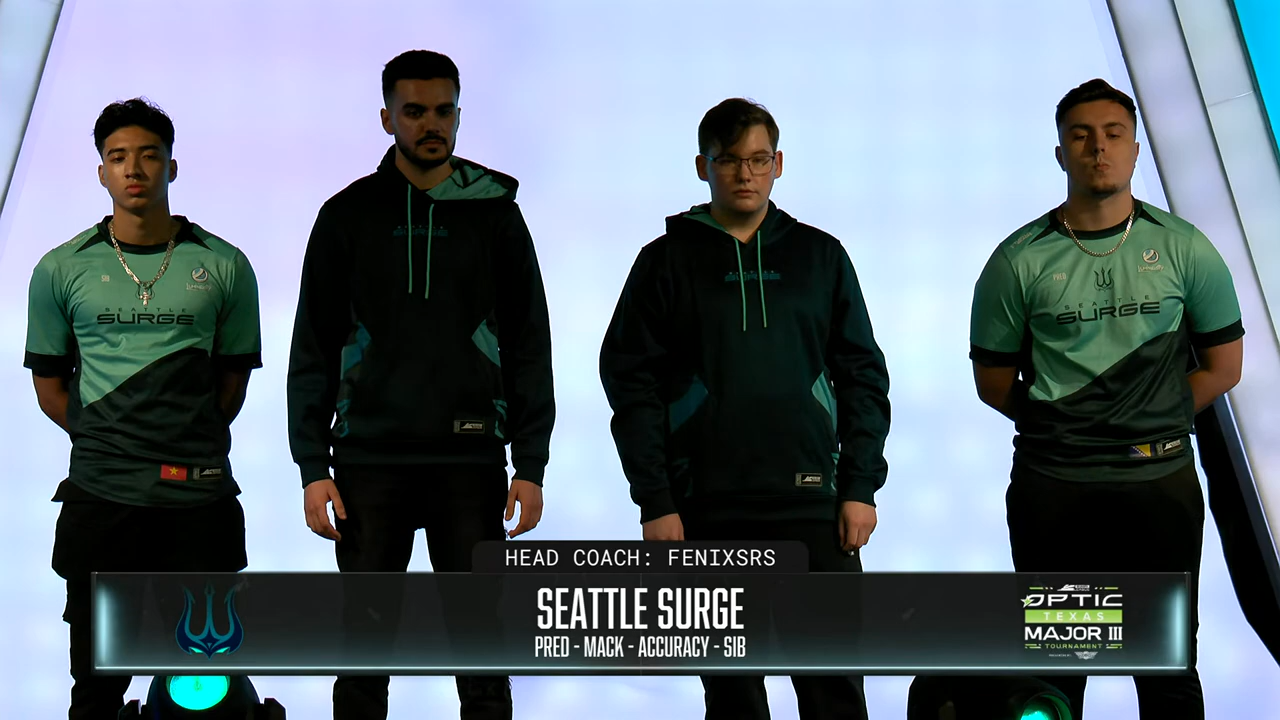 SIB
SEATTLE
SURGE
PRED
SEATTLE
SURGE
HEAD COACH: FENIXSRS
SEATTLE SURGE
PRED - MACK - ACCURACY - SIB
OPTIC
TEXAS
MAJOR III
TOURNAMENT